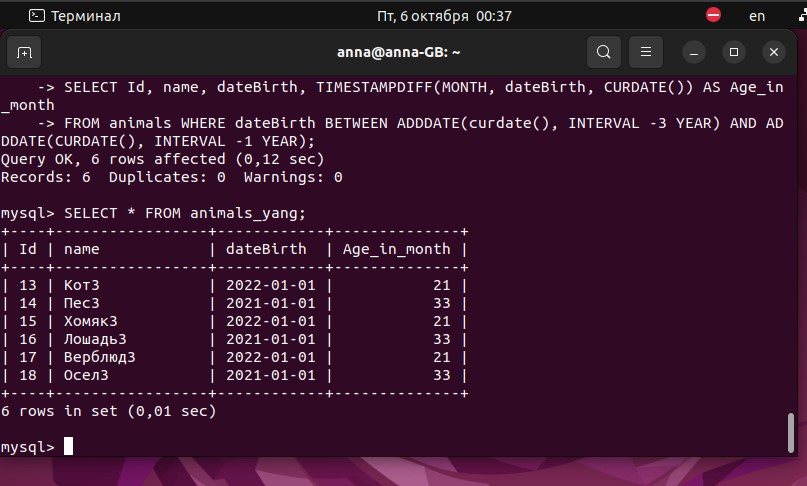 Терминал
Пт, 6 октября 00:37
en
anna@anna-GB: ~
-> SELECT Id, name, dateBirth, TIMESTAMPDIFF(MONTH, dateBirth, CURDATE()) AS Age_in
_month
-> FROM animals WHERE dateBirth BETWEEN ADDDATE(curdate(), INTERVAL -3 YEAR) AND AD
DDATE(CURDATE(), INTERVAL -1 YEAR);
Query OK, 6 rows affected (0,12 sec)
Records: 6  Duplicates: 0  Warnings: 0
mysql> SELECT * FROM animals_yang;
+----+-----------------+------------+--------------+
| Id | name            | dateBirth  | Age_in_month |
+----+-----------------+------------+--------------+
| 13 | Кот3            | 2022-01-01 |           21 |
| 14 | Пес3            | 2021-01-01 |           33 |
| 15 | Хомяк3          | 2022-01-01 |           21 |
| 16 | Лошадь3         | 2021-01-01 |           33 |
| 17 | Верблюд3        | 2022-01-01 |           21 |
| 18 | Осел3           | 2021-01-01 |           33 |
+----+-----------------+------------+--------------+
6 rows in set (0,01 sec)
mysql>